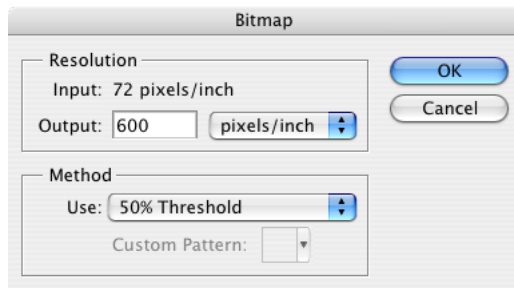 Bitmap
Resolution
Input: 72 pixels/inch
Output: 600 pixels/inch
OK
Cancel
Method
Use: 50% Threshold
Custom Pattern: